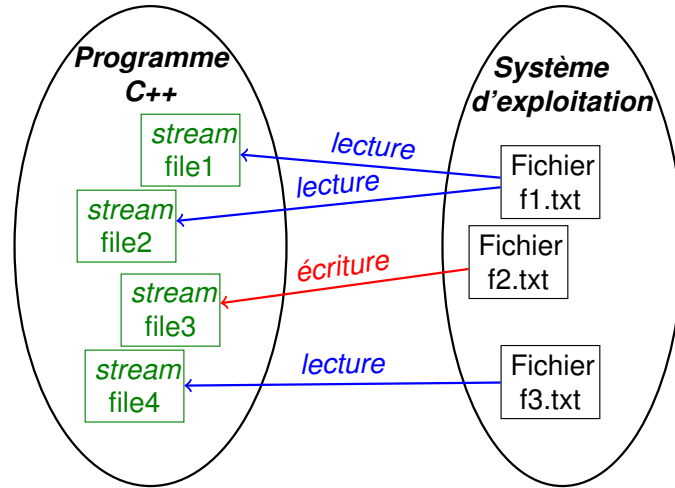 Programme
C++
stream
file1
stream
file2
stream
file3
stream
file4
lecture
lecture
écriture
lecture
Système
d'exploitation
Fichier
f1.txt
Fichier
f2.txt
Fichier
f3.txt